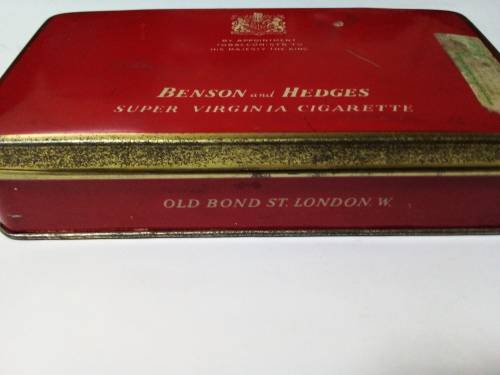 BY APPOINTMENT
TOBACCONISTS TO
HIS MAJESTY THE KING
BENSON and HEDGES
SUPER VIRGINIA CIGARETTE
OLD BOND ST. LONDON. W.